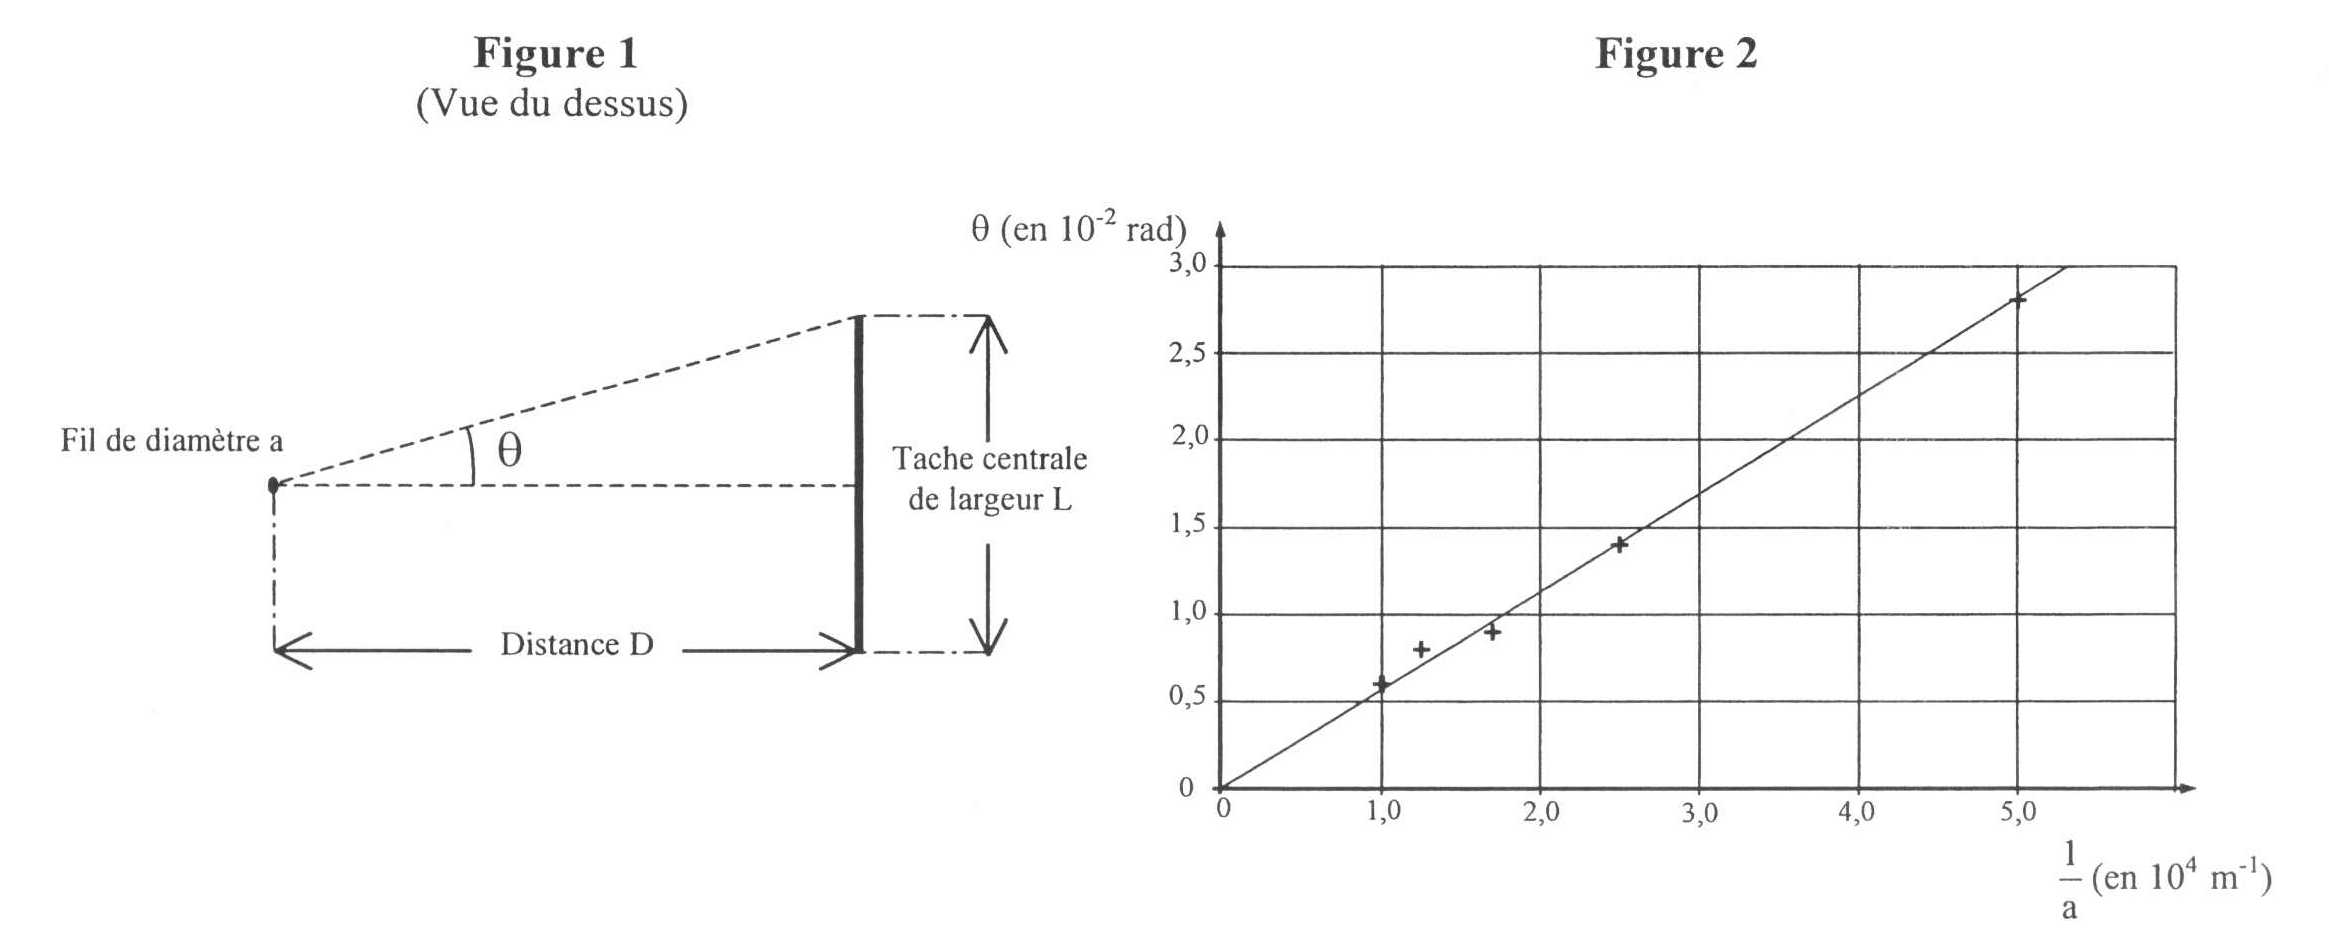 Figure 1
(Vue du dessus)
Fil de diamètre a
θ
Distance D
Tache centrale
de largeur L
Figure 2
θ (en 10⁻² rad)
3,0
2,5
2,0
1,5
1,0
0,5
0
0
1,0
2,0
3,0
4,0
5,0
1/a (en 10⁴ m⁻¹)